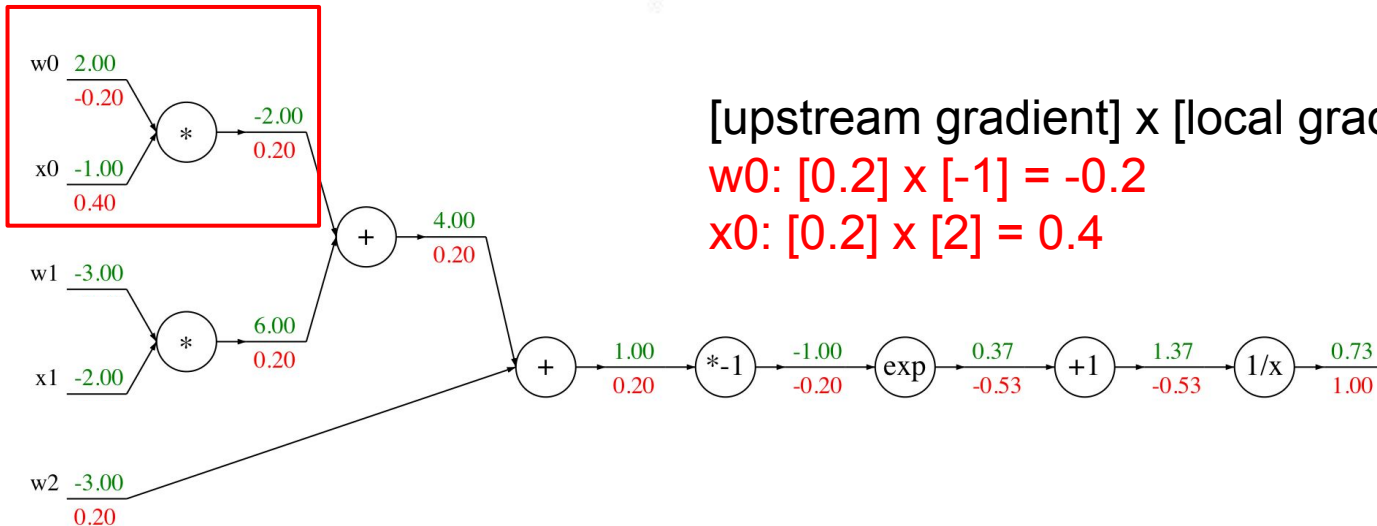 w0 2.00
-0.20
*
-2.00
0.20
x0 -1.00
0.40
[upstream gradient] x [local grad
w0: [0.2] x [-1] = -0.2
x0: [0.2] x [2] = 0.4
+
4.00
0.20
w1 -3.00
*
6.00
0.20
x1 -2.00
+
1.00
0.20
*-1
-1.00
-0.20
exp
0.37
-0.53
+1
1.37
-0.53
1/x
0.73
1.00
w2 -3.00
0.20